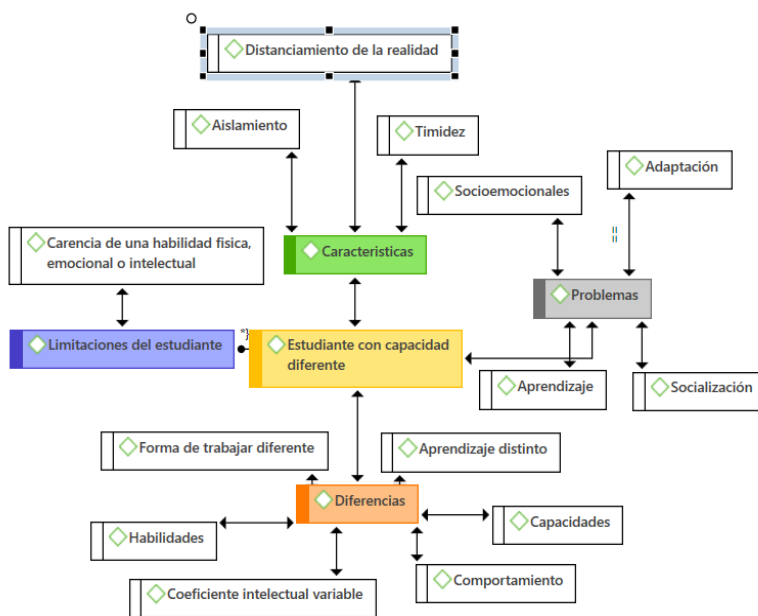 Distanciamiento de la realidad
Aislamiento
Timidez
Socioemocionales
Adaptación
Carencia de una habilidad fisica,
emocional o intelectual
Caracteristicas
Problemas
Limitaciones del estudiante
*}
Estudiante con capacidad
diferente
Aprendizaje
Socialización
Forma de trabajar diferente
Aprendizaje distinto
Diferencias
Habilidades
Capacidades
Coeficiente intelectual variable
Comportamiento